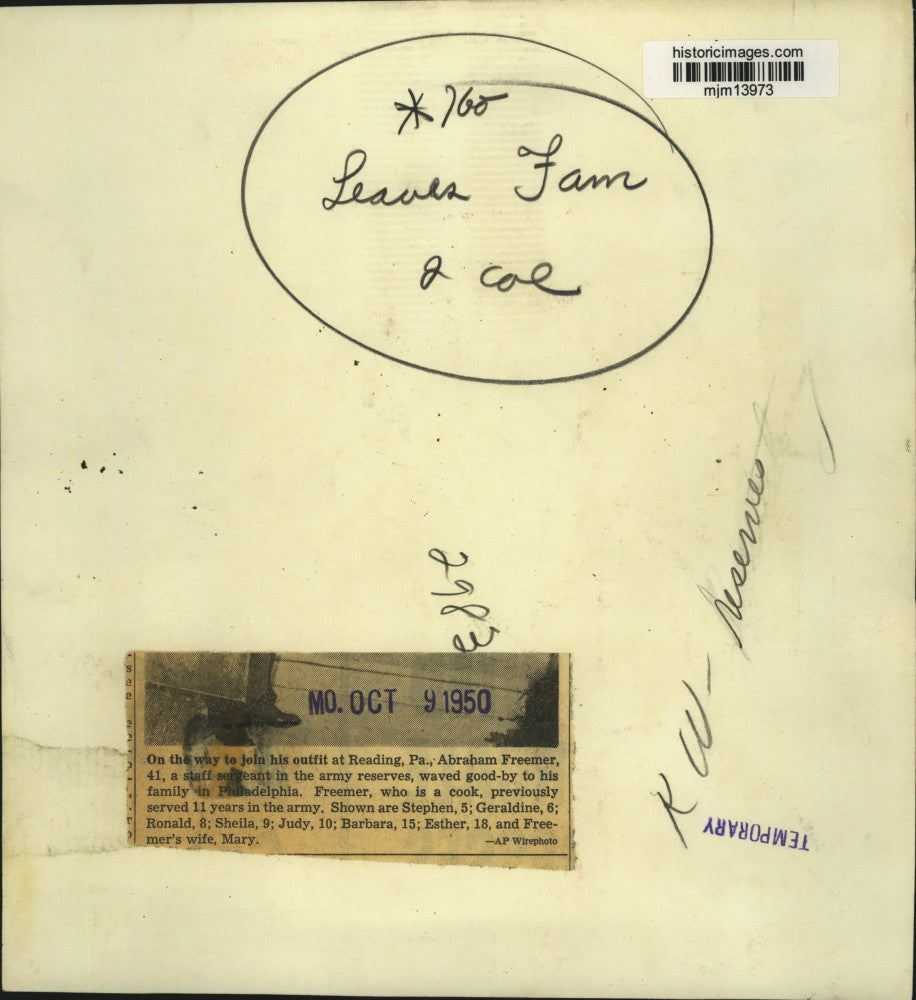 historicimages.com
mjm13973
* 760
Leaves Fam
2 col
KW- reserves
MO. OCT 9 1950
On the way to join his outfit at Reading, Pa., Abraham Freemer,
41, a staff sergeant in the army reserves, waved good-by to his
family in Philadelphia. Freemer, who is a cook, previously
served 11 years in the army. Shown are Stephen, 5; Geraldine, 6;
Ronald, 8; Sheila, 9; Judy, 10; Barbara, 15; Esther, 18, and Free-
mer's wife, Mary.
—AP Wirephoto
TEMPORARY